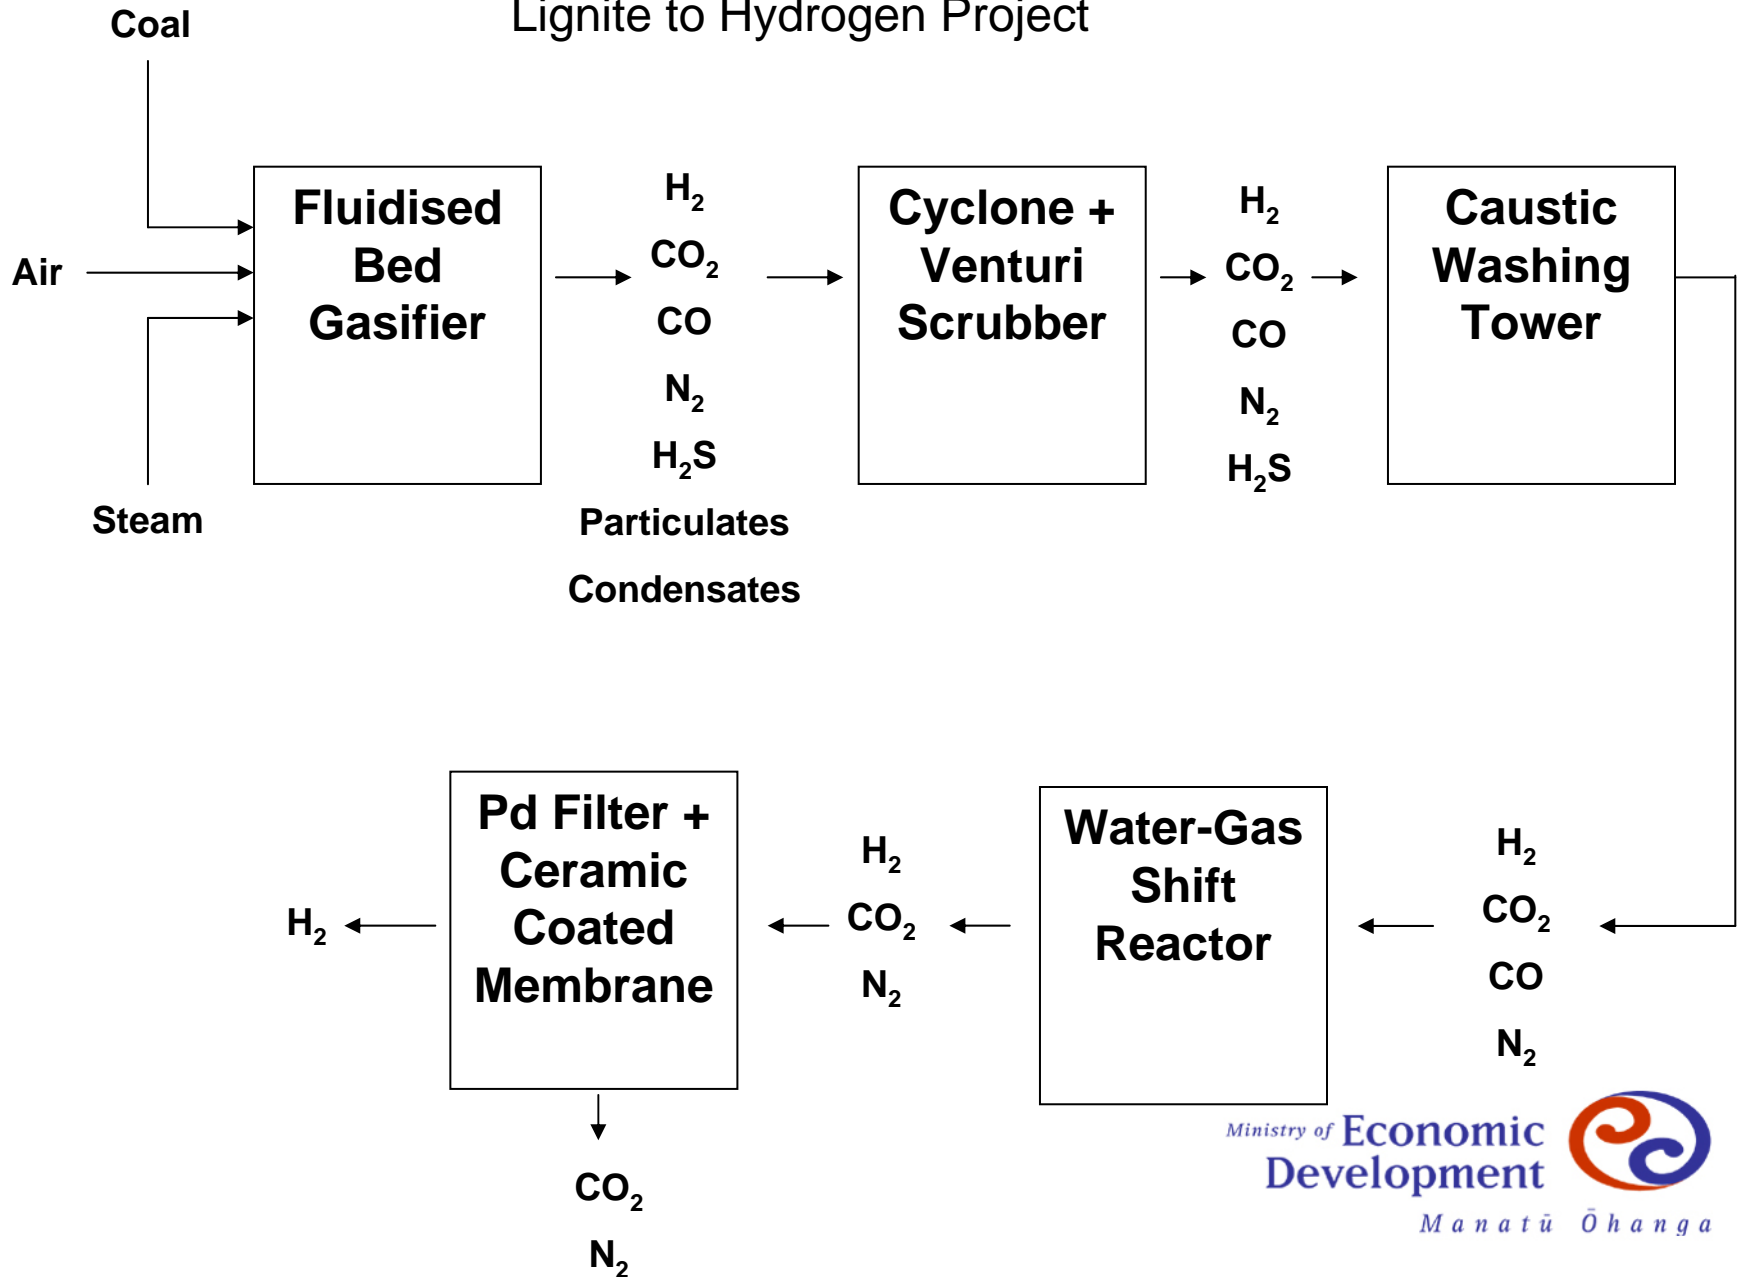 Lignite to Hydrogen Project
Coal
Air
Steam
Fluidised
Bed
Gasifier
H₂
CO₂
CO
N₂
H₂S
Particulates
Condensates
Cyclone +
Venturi
Scrubber
H₂
CO₂
CO
N₂
H₂S
Caustic
Washing
Tower
H₂
CO₂
CO
N₂
Water-Gas
Shift
Reactor
H₂
CO₂
N₂
Pd Filter +
Ceramic
Coated
Membrane
H₂
CO₂
N₂
Ministry of Economic
Development
Manatū Ōhanga